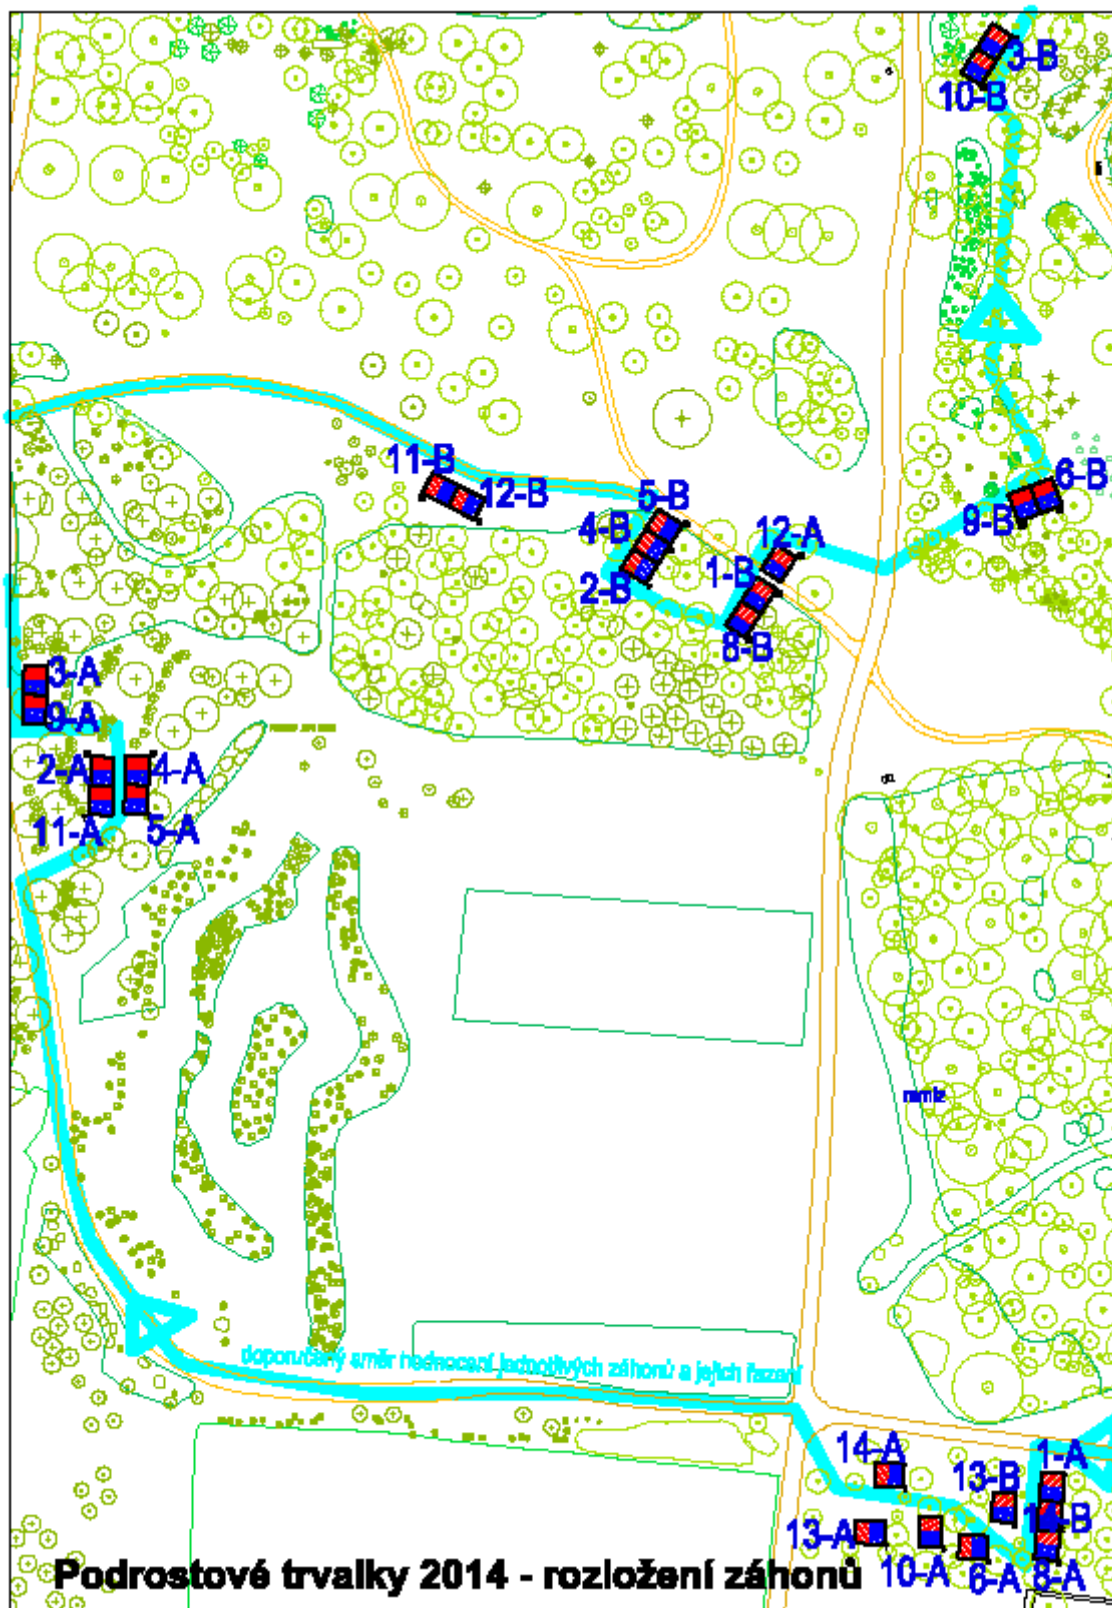 3-B
10-B
11-B
12-B
5-B
4-B
2-B
12-A
1-B
8-B
6-B
9-B
3-A
9-A
2-A
4-A
11-A
5-A
doporučený směr hodnocení jednotlivých záhonů a jejich řazení
14-A
1-A
13-B
14-B
13-A
10-A
6-A
8-A
Podrostové trvalky 2014 - rozložení záhonů